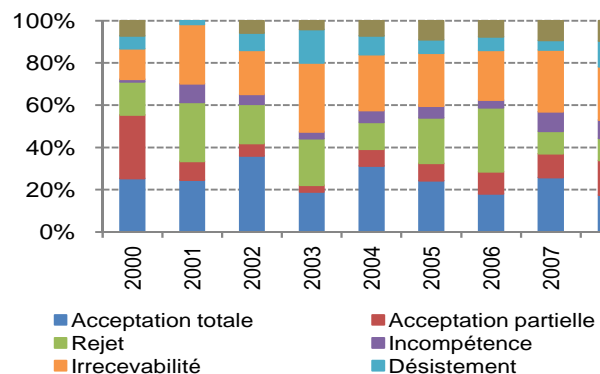 100%
80%
60%
40%
20%
0%
2000 2001 2002 2003 2004 2005 2006 2007
Acceptation totale Acceptation partielle
Rejet Incompétence
Irrecevabilité Désistement